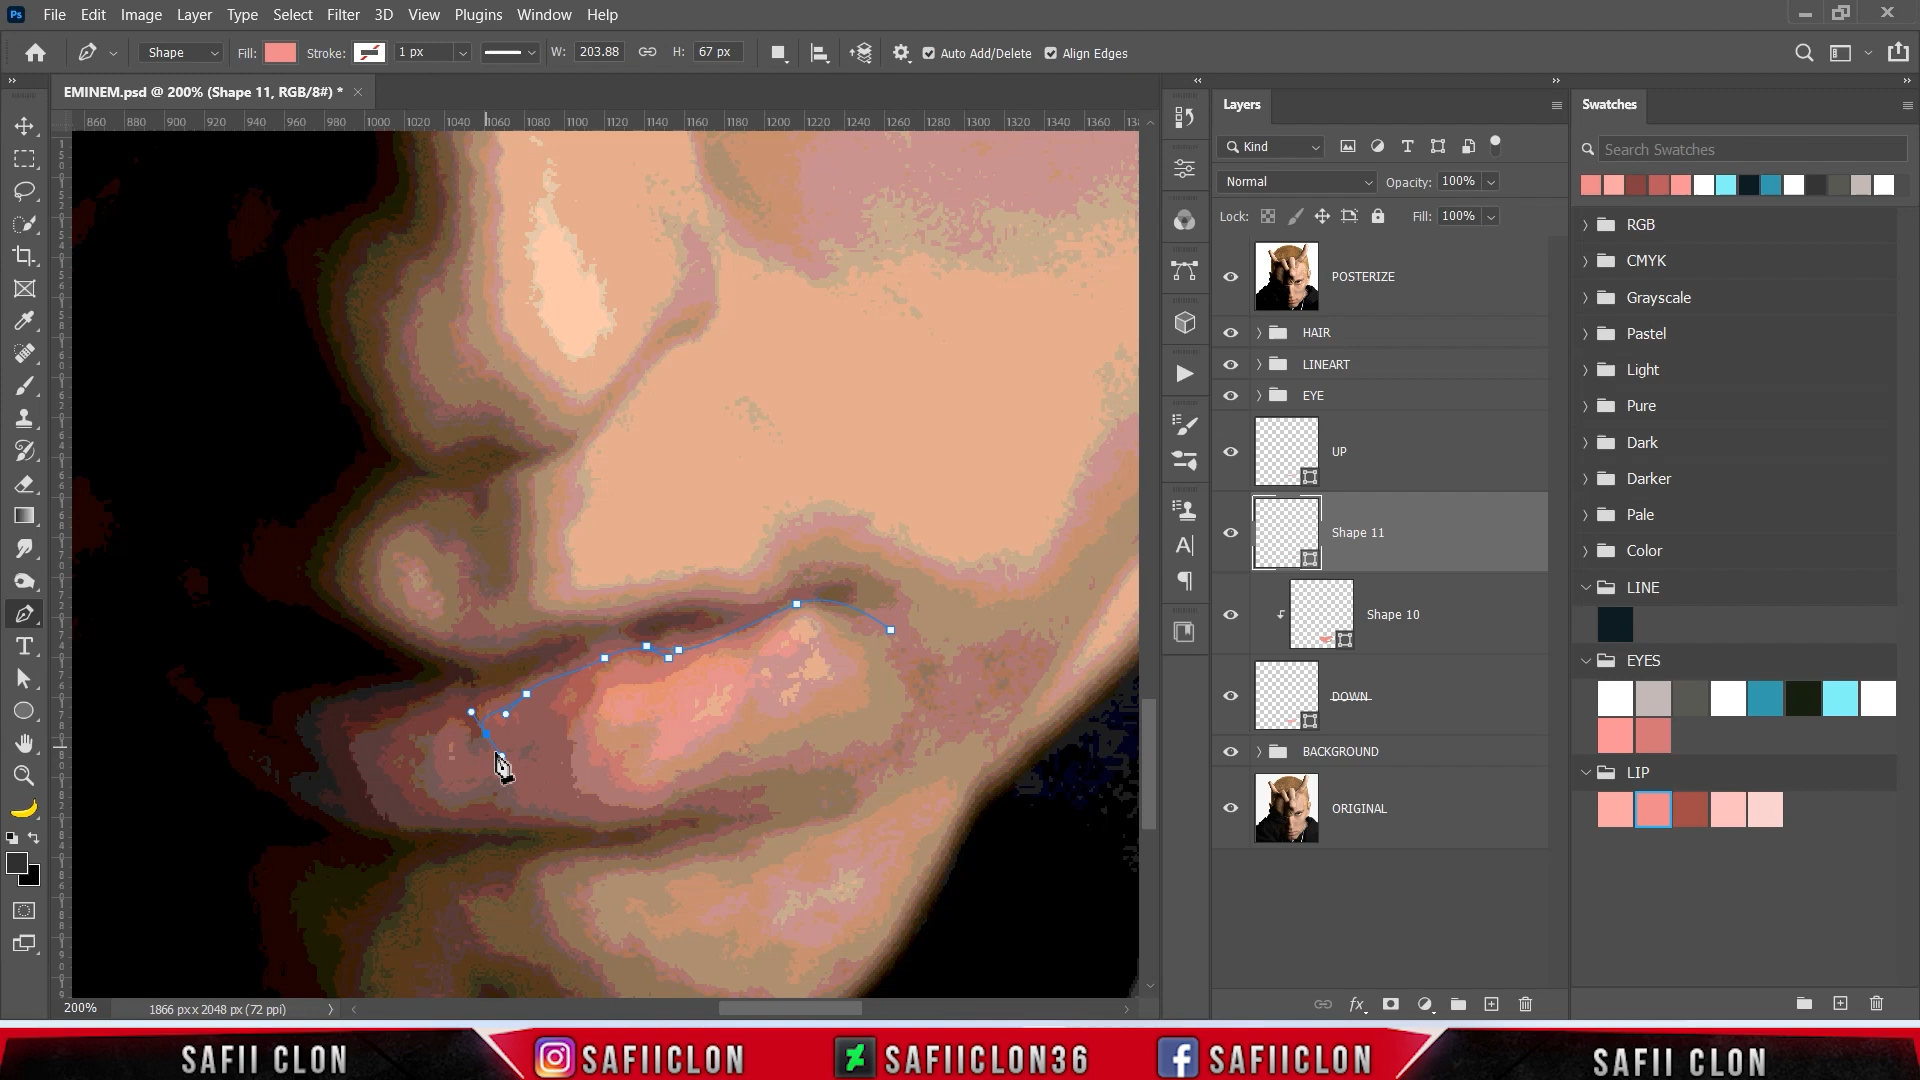 Ps File Edit Image Layer Type Select Filter 3D View Plugins Window Help
Shape Fill: Stroke: 1 px W: 203.88 H: 67 px Auto Add/Delete Align Edges
EMINEM.psd @ 200% (Shape 11, RGB/8#) * ×
860 880 900 920 940 960 980 1000 1020 1040 1060 1080 1100 1120 1140 1160 1180 1200 1220 1240 1260 1280 1300 1320 1340 1360
Layers
Kind
Normal Opacity: 100%
Lock: Fill: 100%
POSTERIZE
HAIR
LINEART
EYE
UP
Shape 11
Shape 10
DOWN
BACKGROUND
ORIGINAL
Swatches
Search Swatches
RGB
CMYK
Grayscale
Pastel
Light
Pure
Dark
Darker
Pale
Color
LINE
EYES
LIP
200% 1866 px x 2048 px (72 ppi)
SAFII CLON SAFIICLON SAFIICLON36 SAFIICLON SAFII CLON